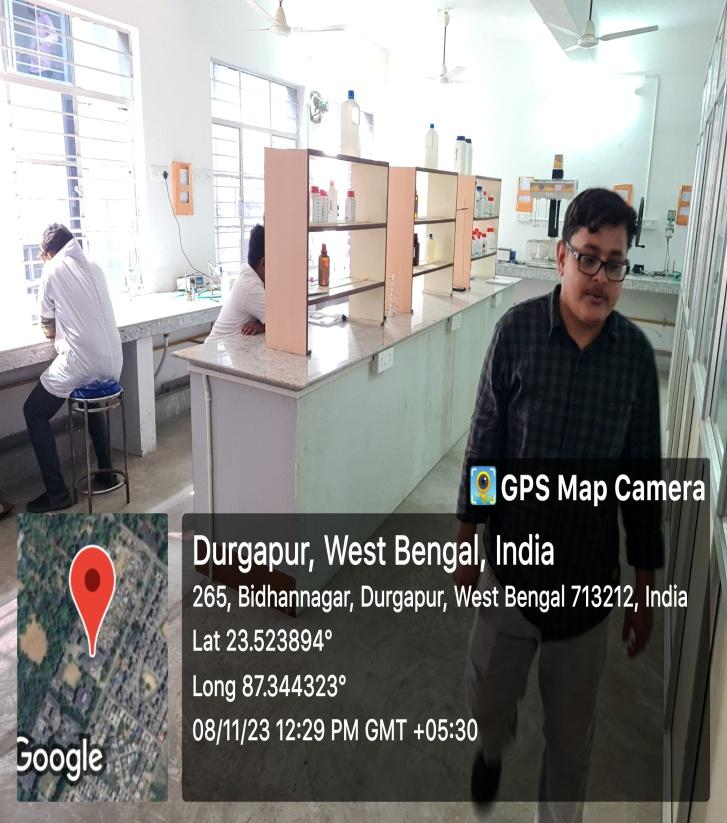 GPS Map Camera
Durgapur, West Bengal, India
265, Bidhannagar, Durgapur, West Bengal 713212, India
Lat 23.523894°
Long 87.344323°
08/11/23 12:29 PM GMT +05:30
Google